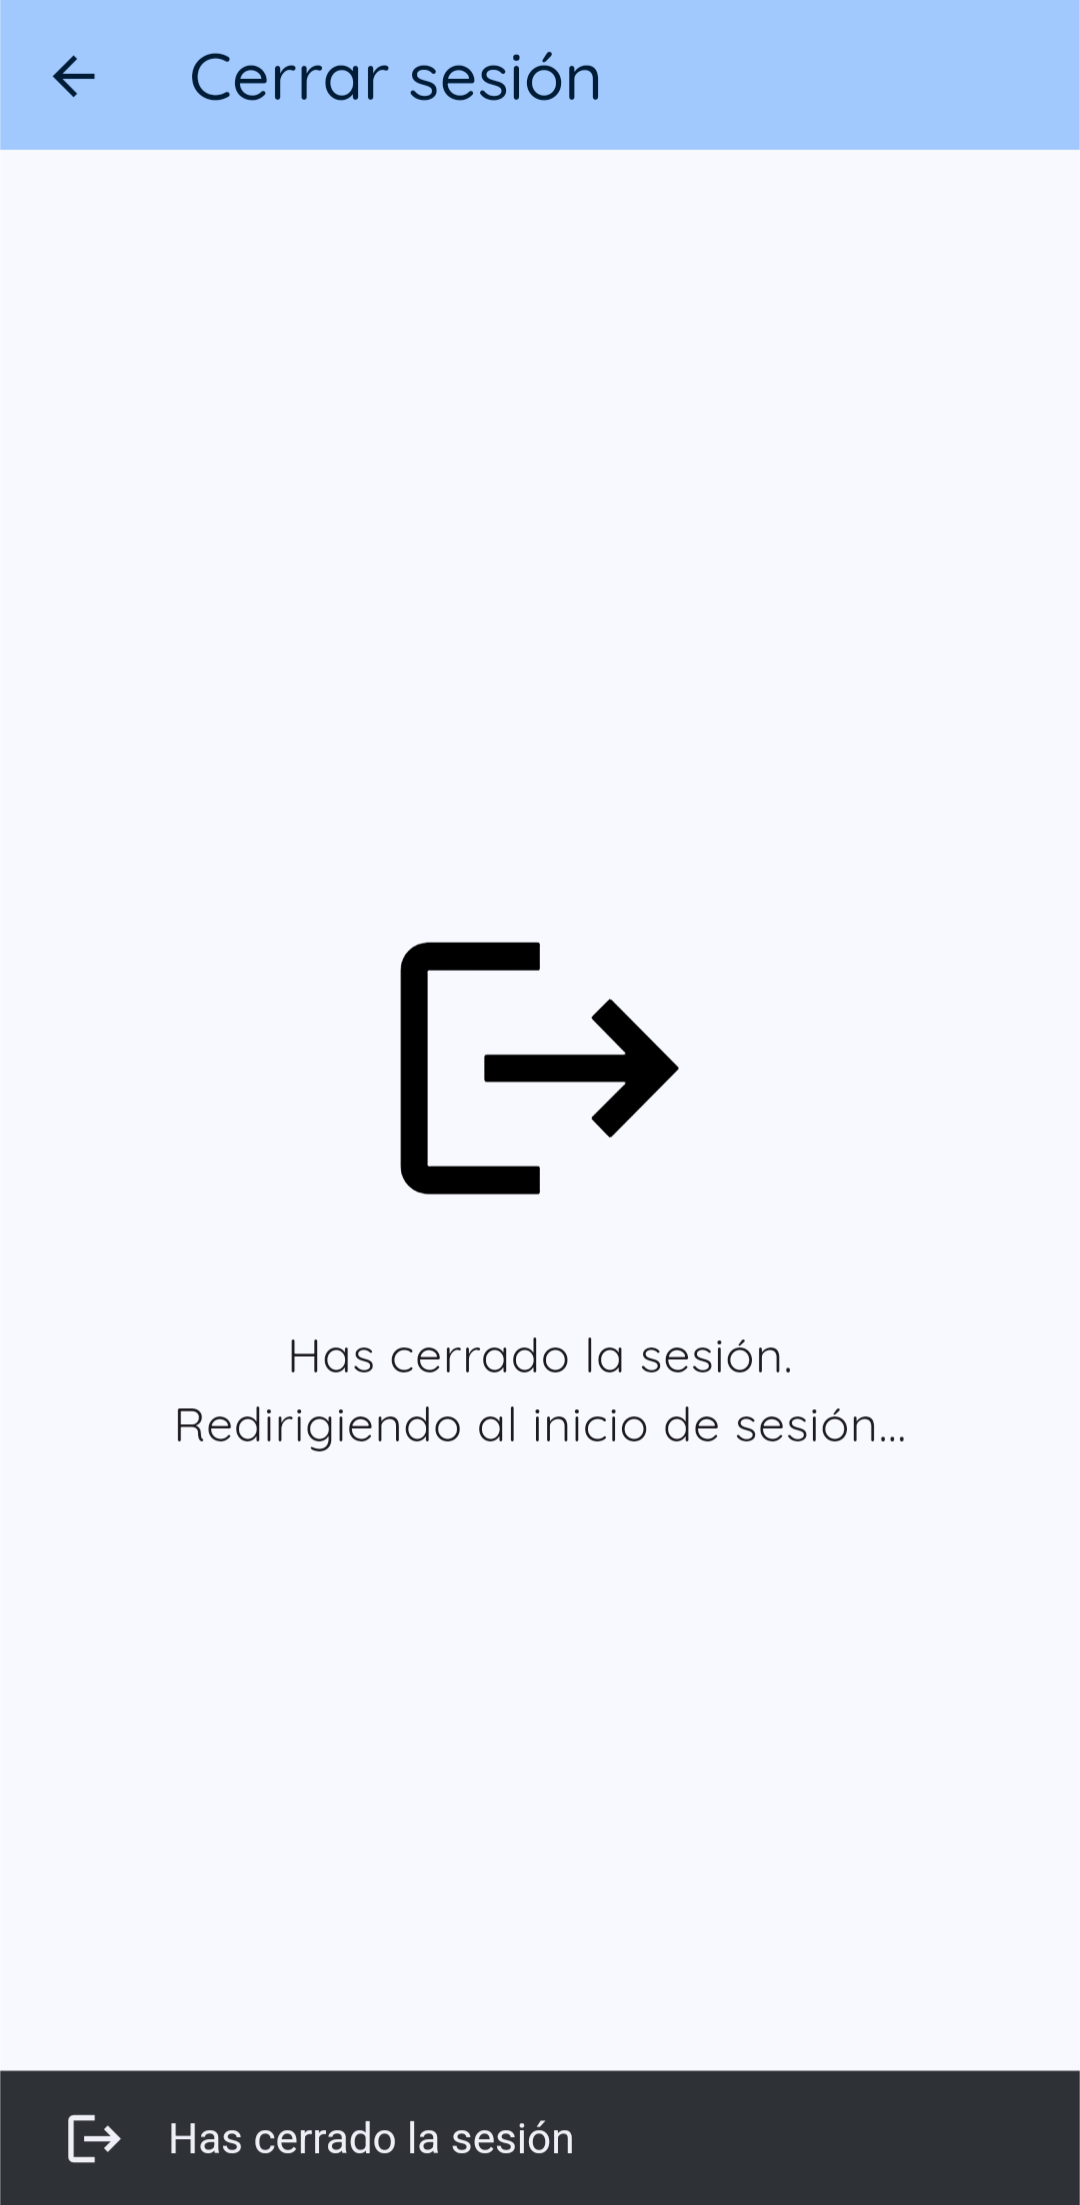 Cerrar sesión
Has cerrado la sesión.
Redirigiendo al inicio de sesión...
Has cerrado la sesión